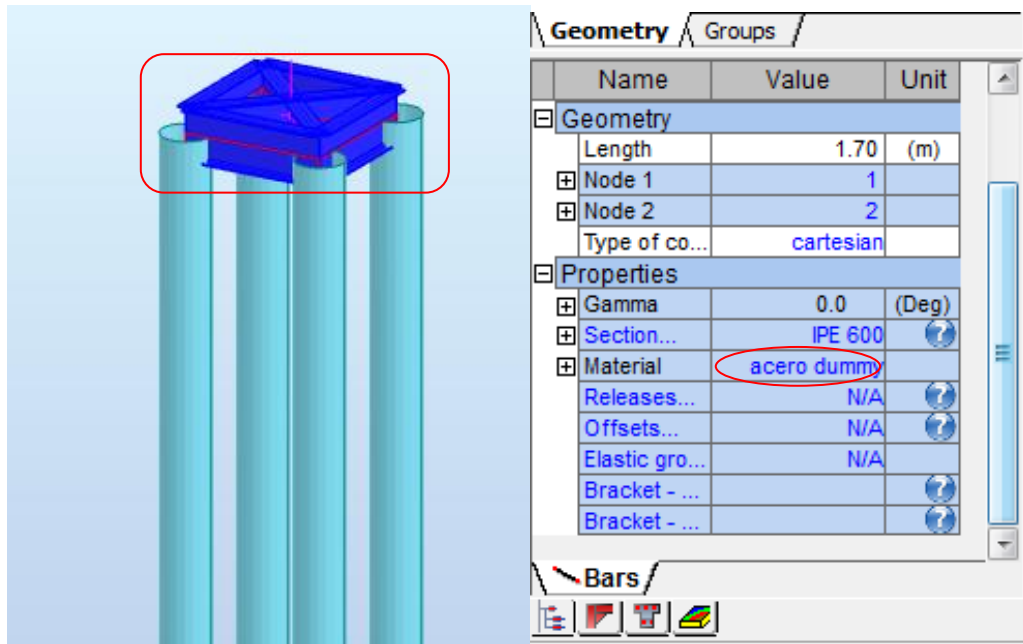 Geometry Groups
Name Value Unit
Geometry
Length 1.70 (m)
Node 1 1
Node 2 2
Type of co... cartesian
Properties
Gamma 0.0 (Deg)
Section... IPE 600
Material acero dummy
Releases... N/A
Offsets... N/A
Elastic gro... N/A
Bracket - ...
Bracket - ...
Bars